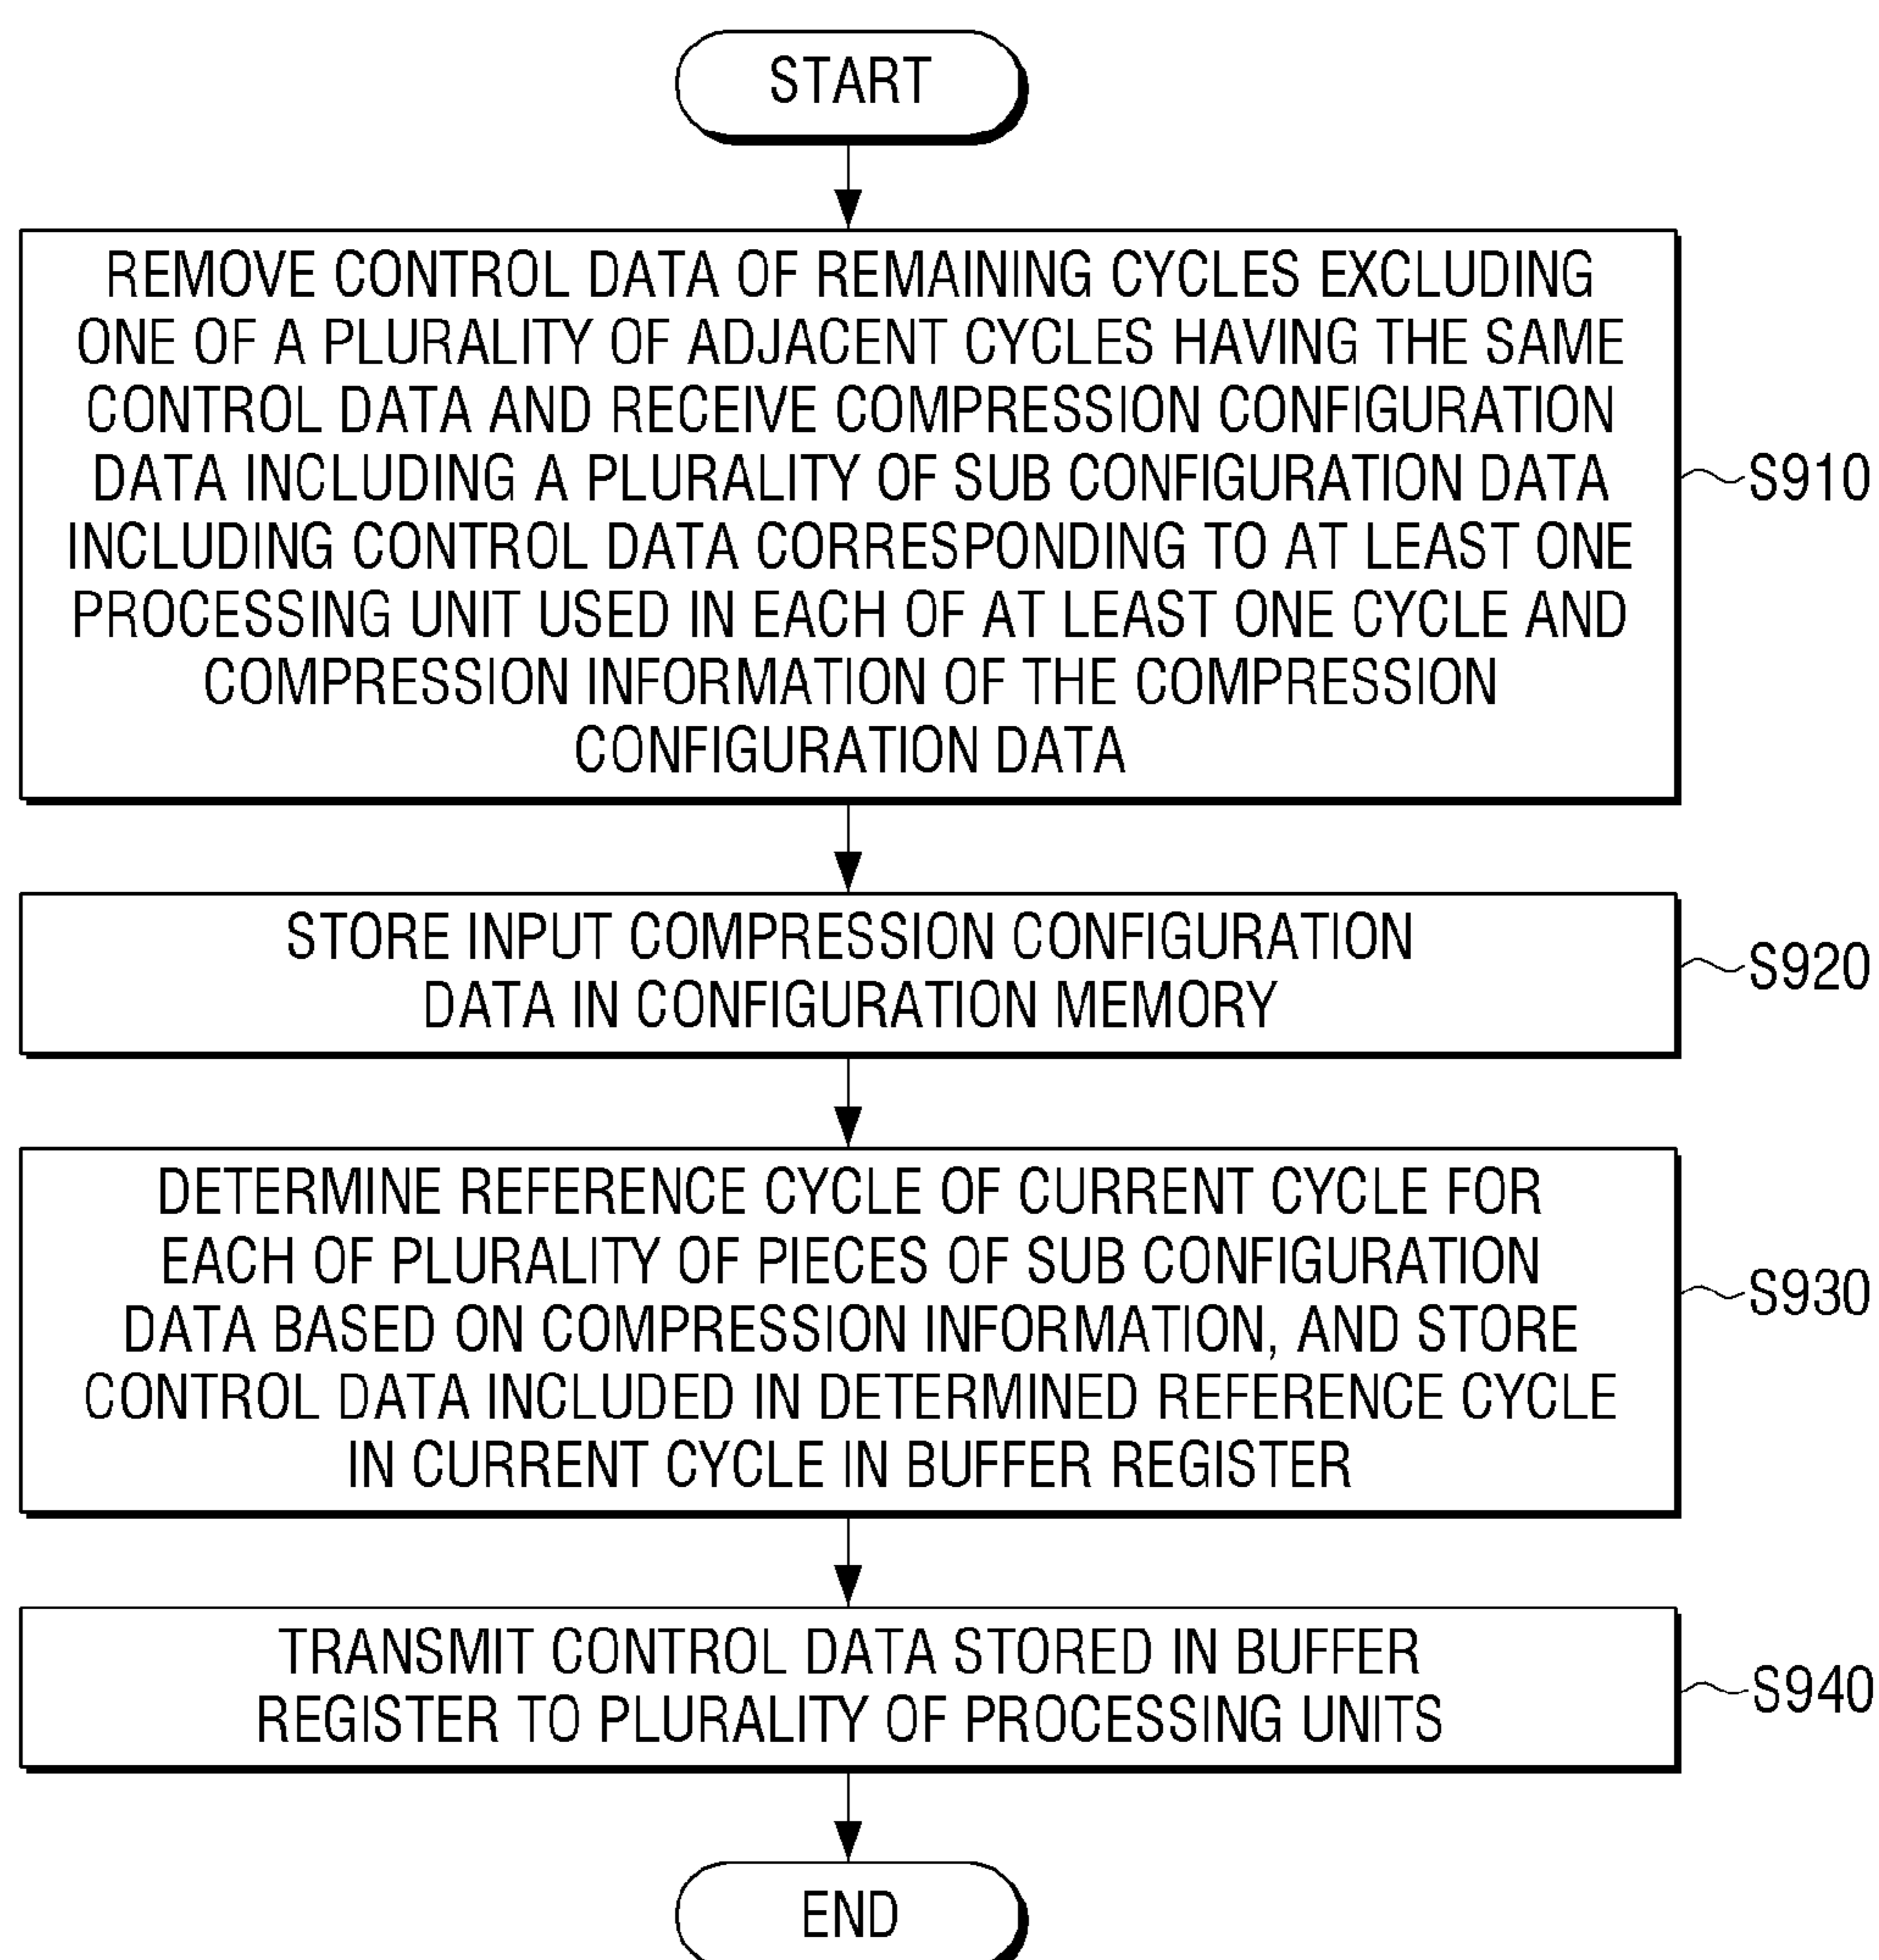 START
REMOVE CONTROL DATA OF REMAINING CYCLES EXCLUDING
ONE OF A PLURALITY OF ADJACENT CYCLES HAVING THE SAME
CONTROL DATA AND RECEIVE COMPRESSION CONFIGURATION
DATA INCLUDING A PLURALITY OF SUB CONFIGURATION DATA
INCLUDING CONTROL DATA CORRESPONDING TO AT LEAST ONE
PROCESSING UNIT USED IN EACH OF AT LEAST ONE CYCLE AND
COMPRESSION INFORMATION OF THE COMPRESSION
CONFIGURATION DATA
S910
STORE INPUT COMPRESSION CONFIGURATION
DATA IN CONFIGURATION MEMORY
S920
DETERMINE REFERENCE CYCLE OF CURRENT CYCLE FOR
EACH OF PLURALITY OF PIECES OF SUB CONFIGURATION
DATA BASED ON COMPRESSION INFORMATION, AND STORE
CONTROL DATA INCLUDED IN DETERMINED REFERENCE CYCLE
IN CURRENT CYCLE IN BUFFER REGISTER
S930
TRANSMIT CONTROL DATA STORED IN BUFFER
REGISTER TO PLURALITY OF PROCESSING UNITS
S940
END